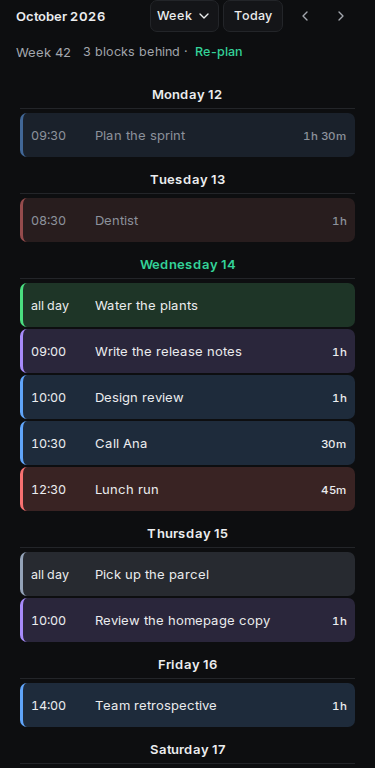 October 2026 Week Today
Week 42 3 blocks behind · Re-plan
Monday 12
09:30 Plan the sprint 1h 30m
Tuesday 13
08:30 Dentist 1h
Wednesday 14
all day Water the plants
09:00 Write the release notes 1h
10:00 Design review 1h
10:30 Call Ana 30m
12:30 Lunch run 45m
Thursday 15
all day Pick up the parcel
10:00 Review the homepage copy 1h
Friday 16
14:00 Team retrospective 1h
Saturday 17